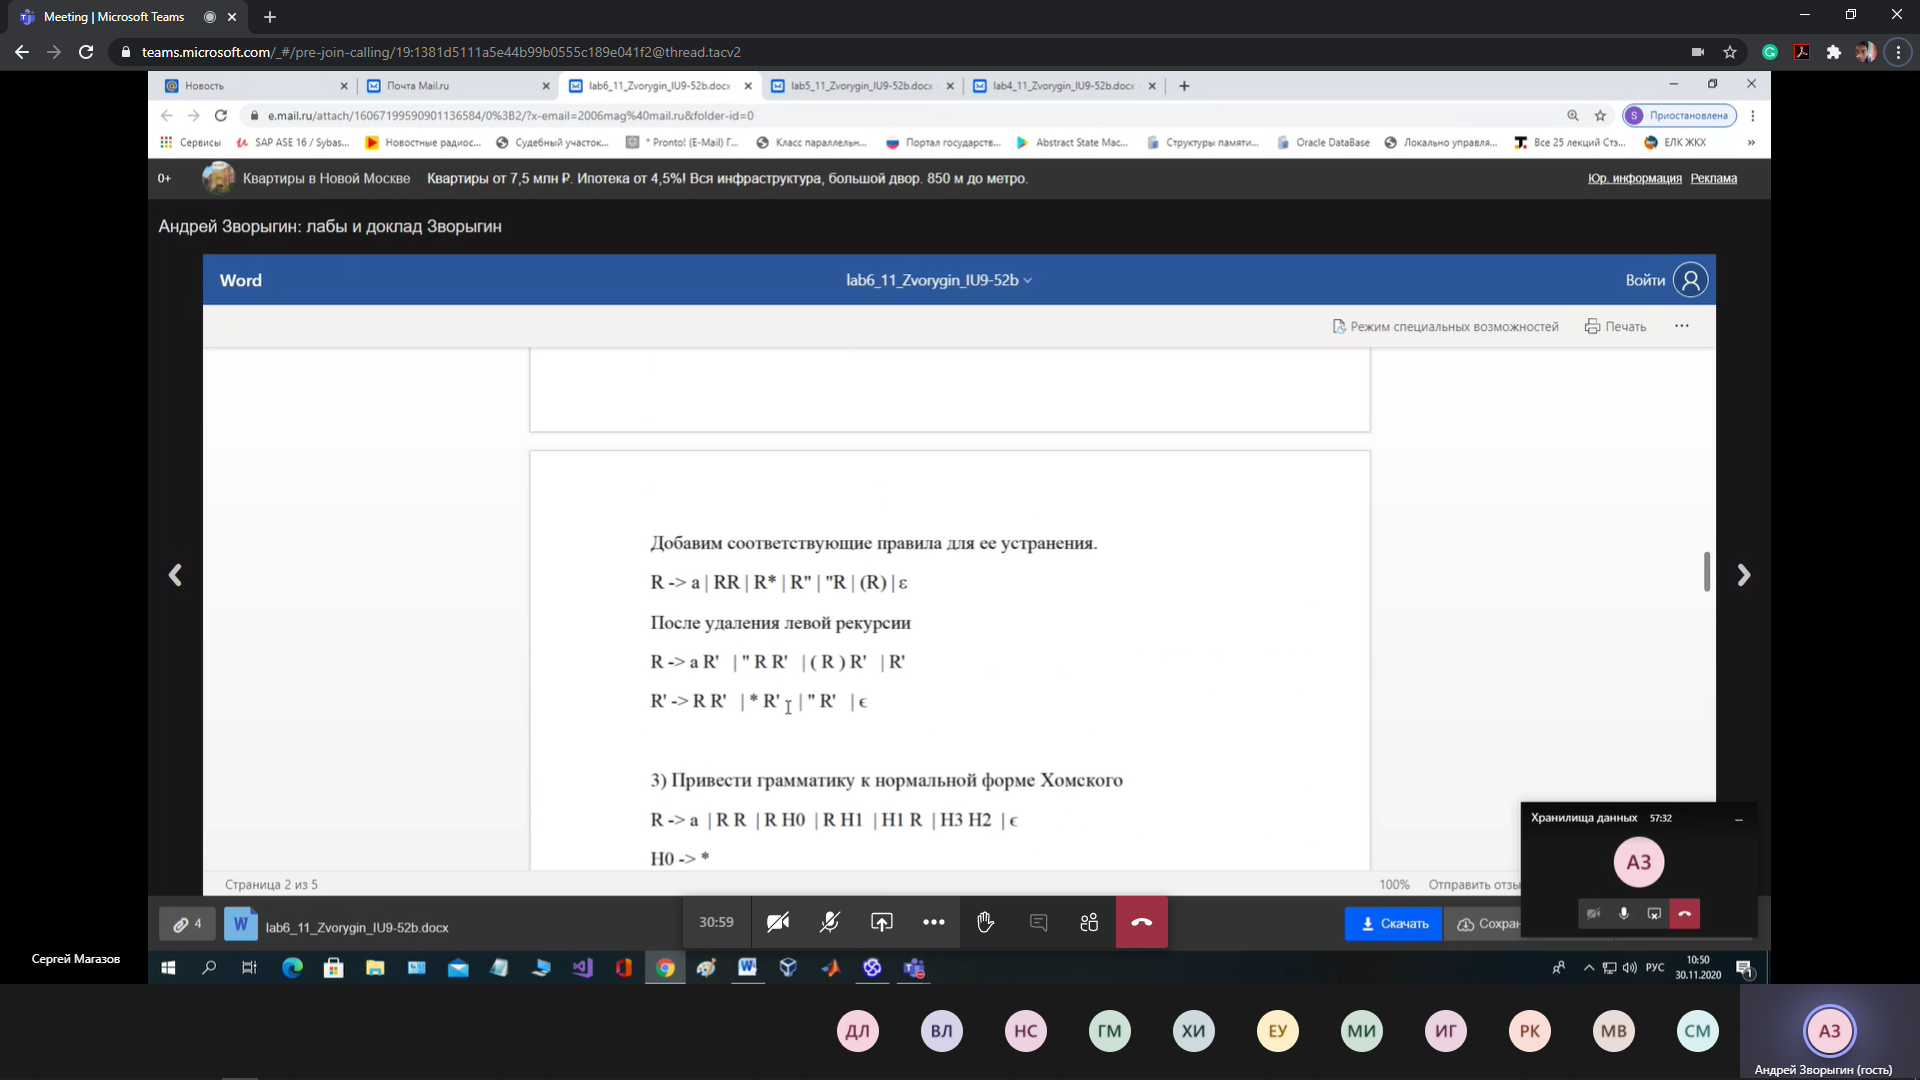 Meeting | Microsoft Teams
teams.microsoft.com/_#/pre-join-calling/19:1381d5111a5e44b99b0555c189e041f2@thread.tacv2
Новость
Почта Mail.ru
lab6_11_Zvorygin_IU9-52b.docx
lab5_11_Zvorygin_IU9-52b.docx
lab4_11_Zvorygin_IU9-52b.docx
e.mail.ru/attach/16067199590901136584/0%3B2/?x-email=2006mag%40mail.ru&folder-id=0
S Приостановлена
Сервисы
SAP ASE 16 / Sybas...
Новостные радиос...
Судебный участок...
* Pronto! (E-Mail) Г...
Класс параллельн...
Портал государств...
Abstract State Mac...
Структуры памяти...
Oracle DataBase
Локально управля...
Все 25 лекций Стэ...
ЕЛК ЖКХ
»
0+
Квартиры в Новой Москве
Квартиры от 7,5 млн ₽. Ипотека от 4,5%! Вся инфраструктура, большой двор. 850 м до метро.
Юр. информация
Реклама
Андрей Зворыгин: лабы и доклад Зворыгин
Word
lab6_11_Zvorygin_IU9-52b
Войти
Режим специальных возможностей
Печать
...
Добавим соответствующие правила для ее устранения.
R -> a | RR | R* | R" | "R | (R) | ε
После удаления левой рекурсии
R -> a R' | " R R' | ( R ) R' | R'
R' -> R R' | * R' | " R' | ϵ
3) Привести грамматику к нормальной форме Хомского
R -> a | R R | R H0 | R H1 | H1 R | H3 H2 | ϵ
H0 -> *
Хранилища данных 57:32
АЗ
Страница 2 из 5
100%
Отправить отзы
4
W
lab6_11_Zvorygin_IU9-52b.docx
30:59
Скачать
Сохран
Сергей Магазов
РУС
10:50
30.11.2020
1
ДЛ
ВЛ
НС
ГМ
ХИ
ЕУ
МИ
ИГ
РК
МВ
СМ
АЗ
Андрей Зворыгин (гость)